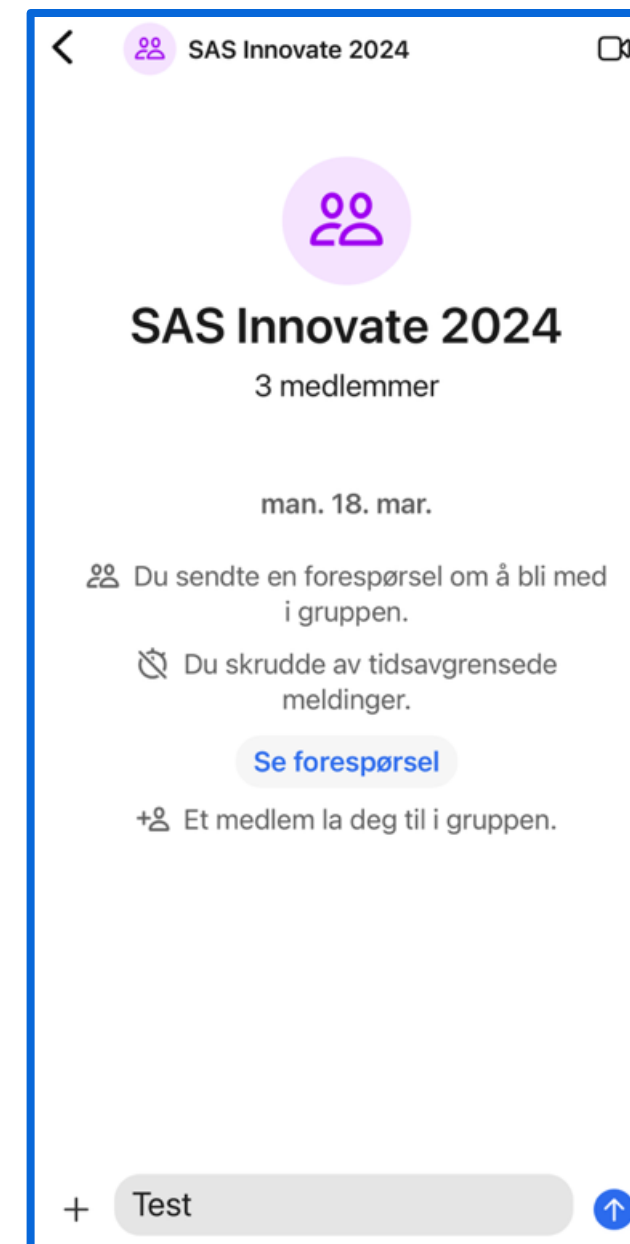 SAS Innovate 2024
SAS Innovate 2024
3 medlemmer
man. 18. mar.
Du sendte en forespørsel om å bli med
i gruppen.
Du skrudde av tidsavgrensede
meldinger.
Se forespørsel
Et medlem la deg til i gruppen.
Test